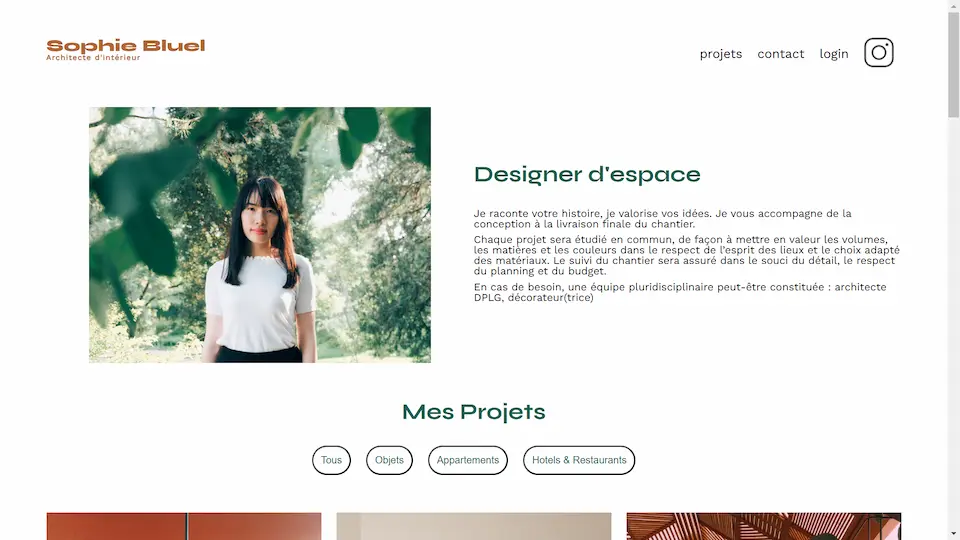 Sophie Bluel
Architecte d'intérieur
projets
contact
login
Designer d'espace
Je raconte votre histoire, je valorise vos idées. Je vous accompagne de la
conception à la livraison finale du chantier.
Chaque projet sera étudié en commun, de façon à mettre en valeur les volumes,
les matières et les couleurs dans le respect de l'esprit des lieux et le choix adapté
des matériaux. Le suivi du chantier sera assuré dans le souci du détail, le respect
du planning et du budget.
En cas de besoin, une équipe pluridisciplinaire peut-être constituée : architecte
DPLG, décorateur(trice)
Mes Projets
Tous
Objets
Appartements
Hotels & Restaurants